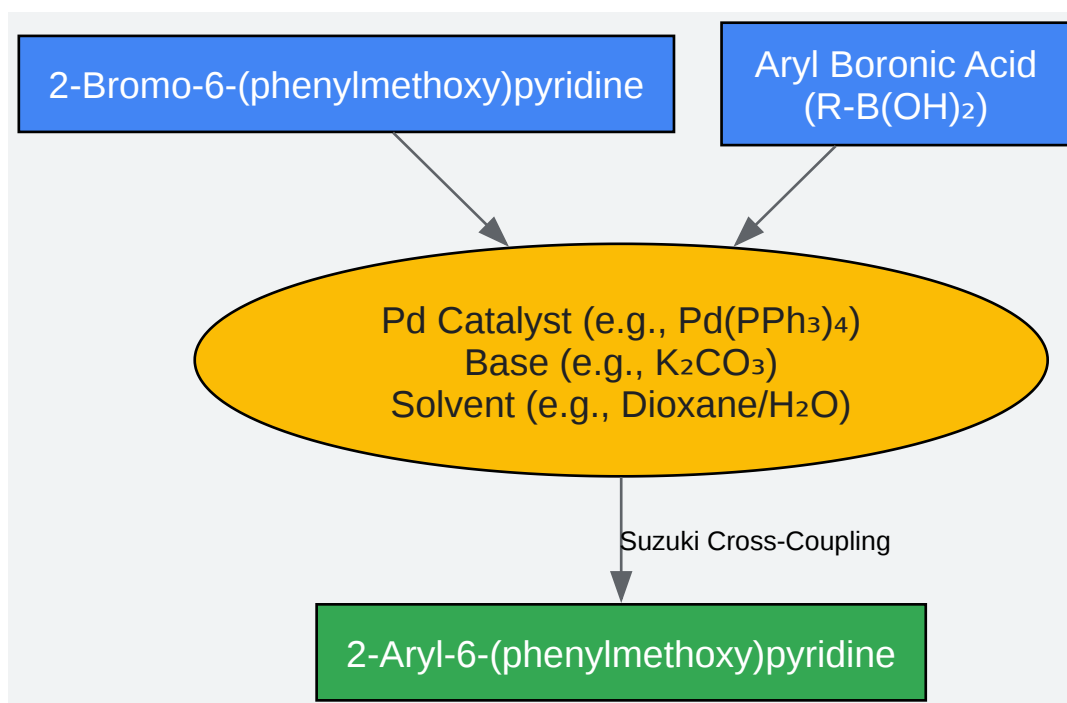 2-Bromo-6-(phenylmethoxy)pyridine
Aryl Boronic Acid
(R-B(OH)₂)
Pd Catalyst (e.g., Pd(PPh₃)₄)
Base (e.g., K₂CO₃)
Solvent (e.g., Dioxane/H₂O)
Suzuki Cross-Coupling
2-Aryl-6-(phenylmethoxy)pyridine